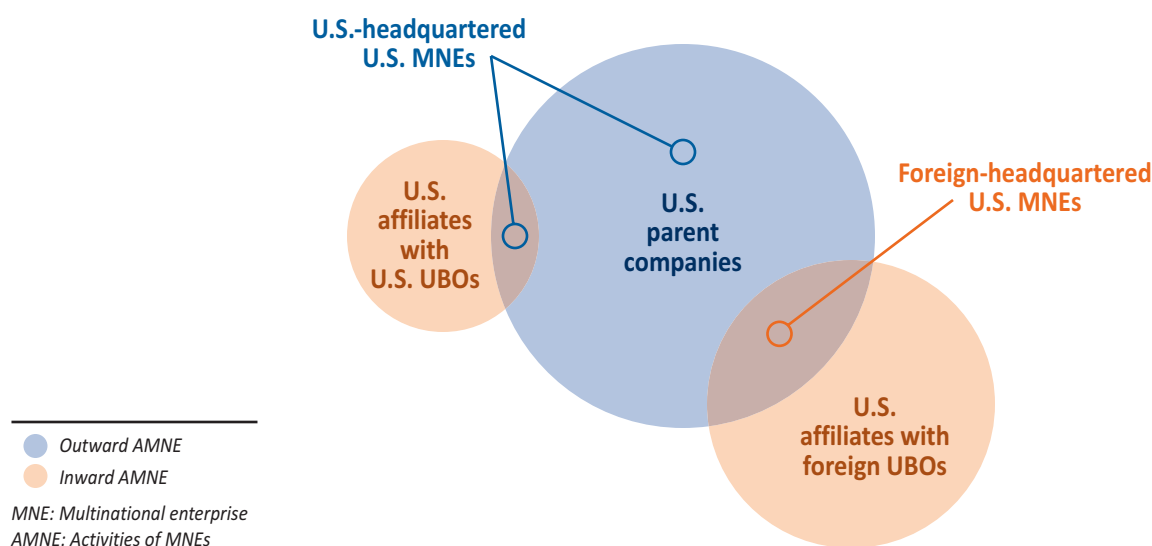 U.S.-headquartered
U.S. MNEs
Foreign-headquartered
U.S. MNEs
U.S.
affiliates
with
U.S. UBOs
U.S.
parent
companies
U.S.
affiliates with
foreign UBOs
Outward AMNE
Inward AMNE
MNE: Multinational enterprise
AMNE: Activities of MNEs